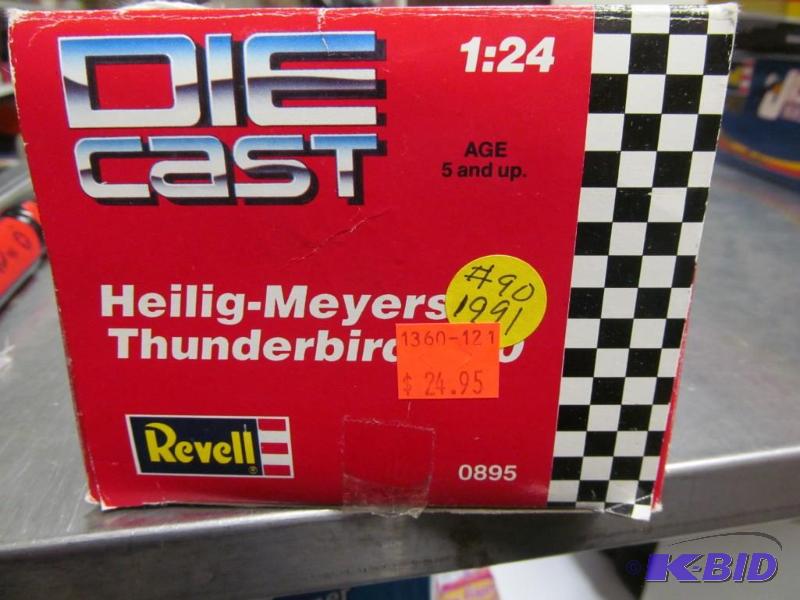 DIE
CAST
1:24
AGE
5 and up.
Heilig-Meyers
Thunderbird
#90
1991
1360-121
$ 24.95
Revell
0895
© K-BID